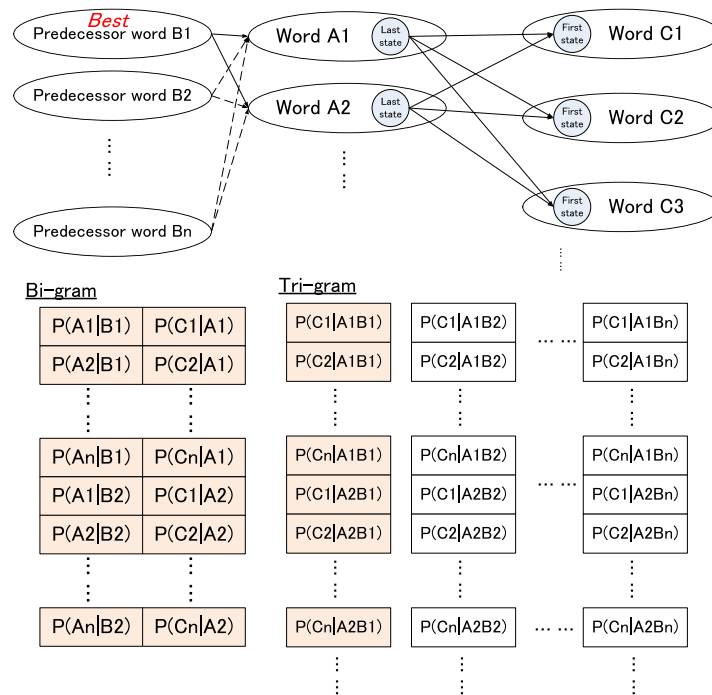 Best
Predecessor word B1
Word A1
Last state
First state
Word C1
Predecessor word B2
Word A2
Last state
First state
Word C2
... ...
... ...
...
Predecessor word Bn
First state
Word C3
......
Bi-gram
Tri-gram
P(A1|B1) P(C1|A1) P(C1|A1B1) P(C1|A1B2) ... ... P(C1|A1Bn)
P(A2|B1) P(C2|A1) P(C2|A1B1) P(C2|A1B2) P(C2|A1Bn)
P(An|B1) P(Cn|A1) P(Cn|A1B1) P(Cn|A1B2) P(Cn|A1Bn)
P(A1|B2) P(C1|A2) P(C1|A2B1) P(C1|A2B2) ... ... P(C1|A2Bn)
P(A2|B2) P(C2|A2) P(C2|A2B1) P(C2|A2B2) P(C2|A2Bn)
P(An|B2) P(Cn|A2) P(Cn|A2B1) P(Cn|A2B2) ... ... P(Cn|A2Bn)